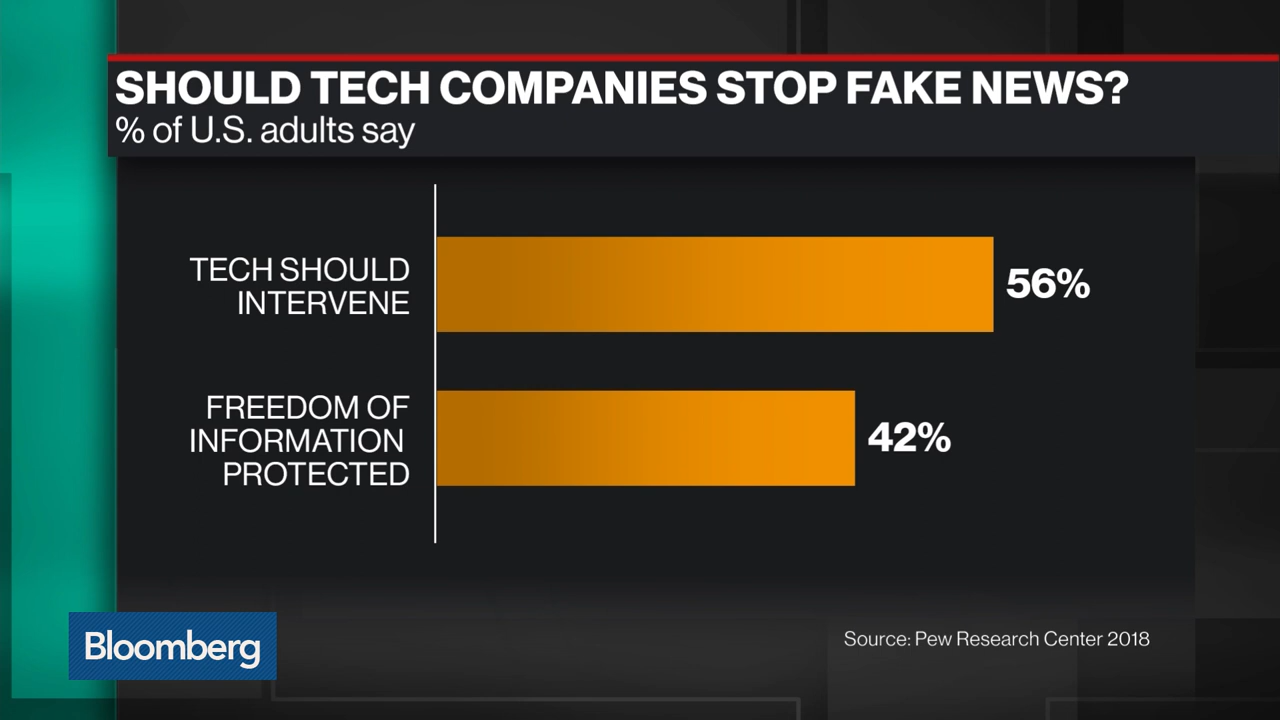 SHOULD TECH COMPANIES STOP FAKE NEWS?
% of U.S. adults say
TECH SHOULD
INTERVENE
56%
FREEDOM OF
INFORMATION
PROTECTED
42%
Bloomberg
Source: Pew Research Center 2018